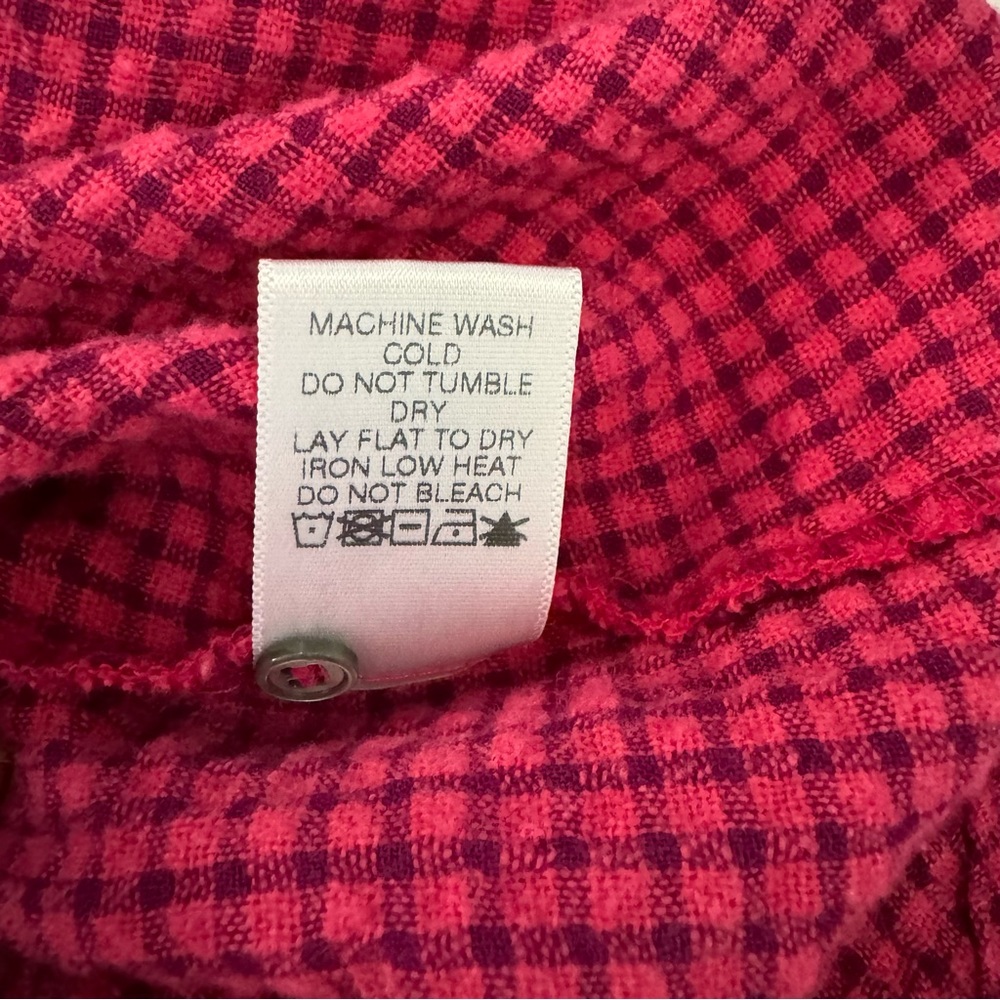 MACHINE WASH
COLD
DO NOT TUMBLE
DRY
LAY FLAT TO DRY
IRON LOW HEAT
DO NOT BLEACH